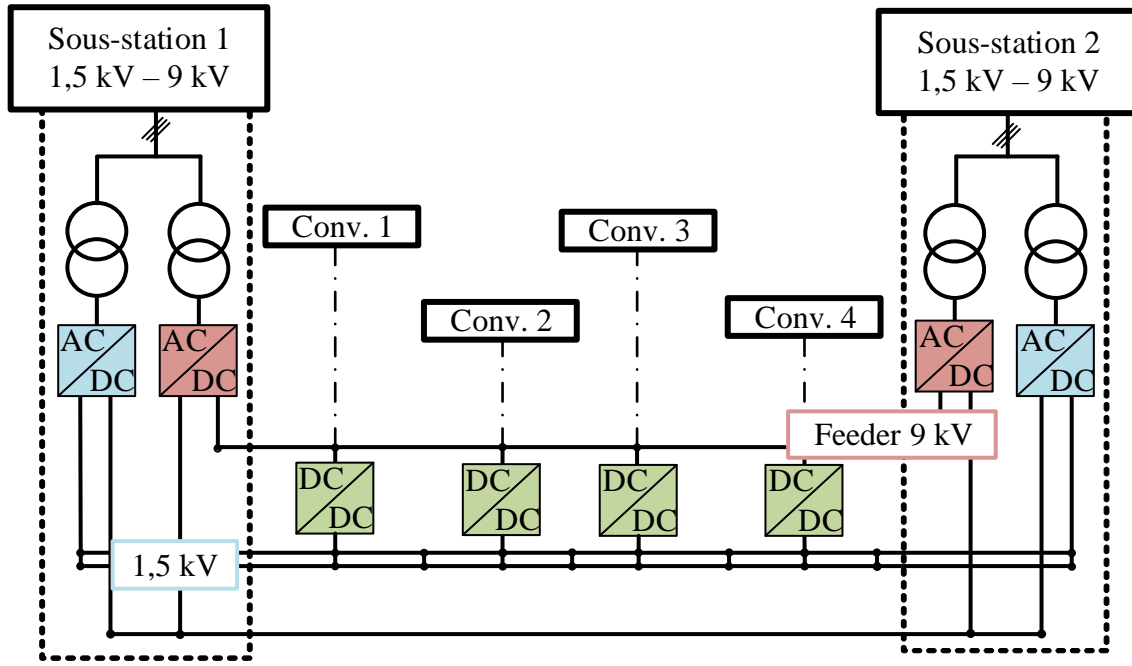 Sous-station 1
1,5 kV – 9 kV
Sous-station 2
1,5 kV – 9 kV
Conv. 1
Conv. 3
Conv. 2
Conv. 4
AC
DC
AC
DC
AC
DC
AC
DC
Feeder 9 kV
DC
DC
DC
DC
DC
DC
DC
DC
1,5 kV